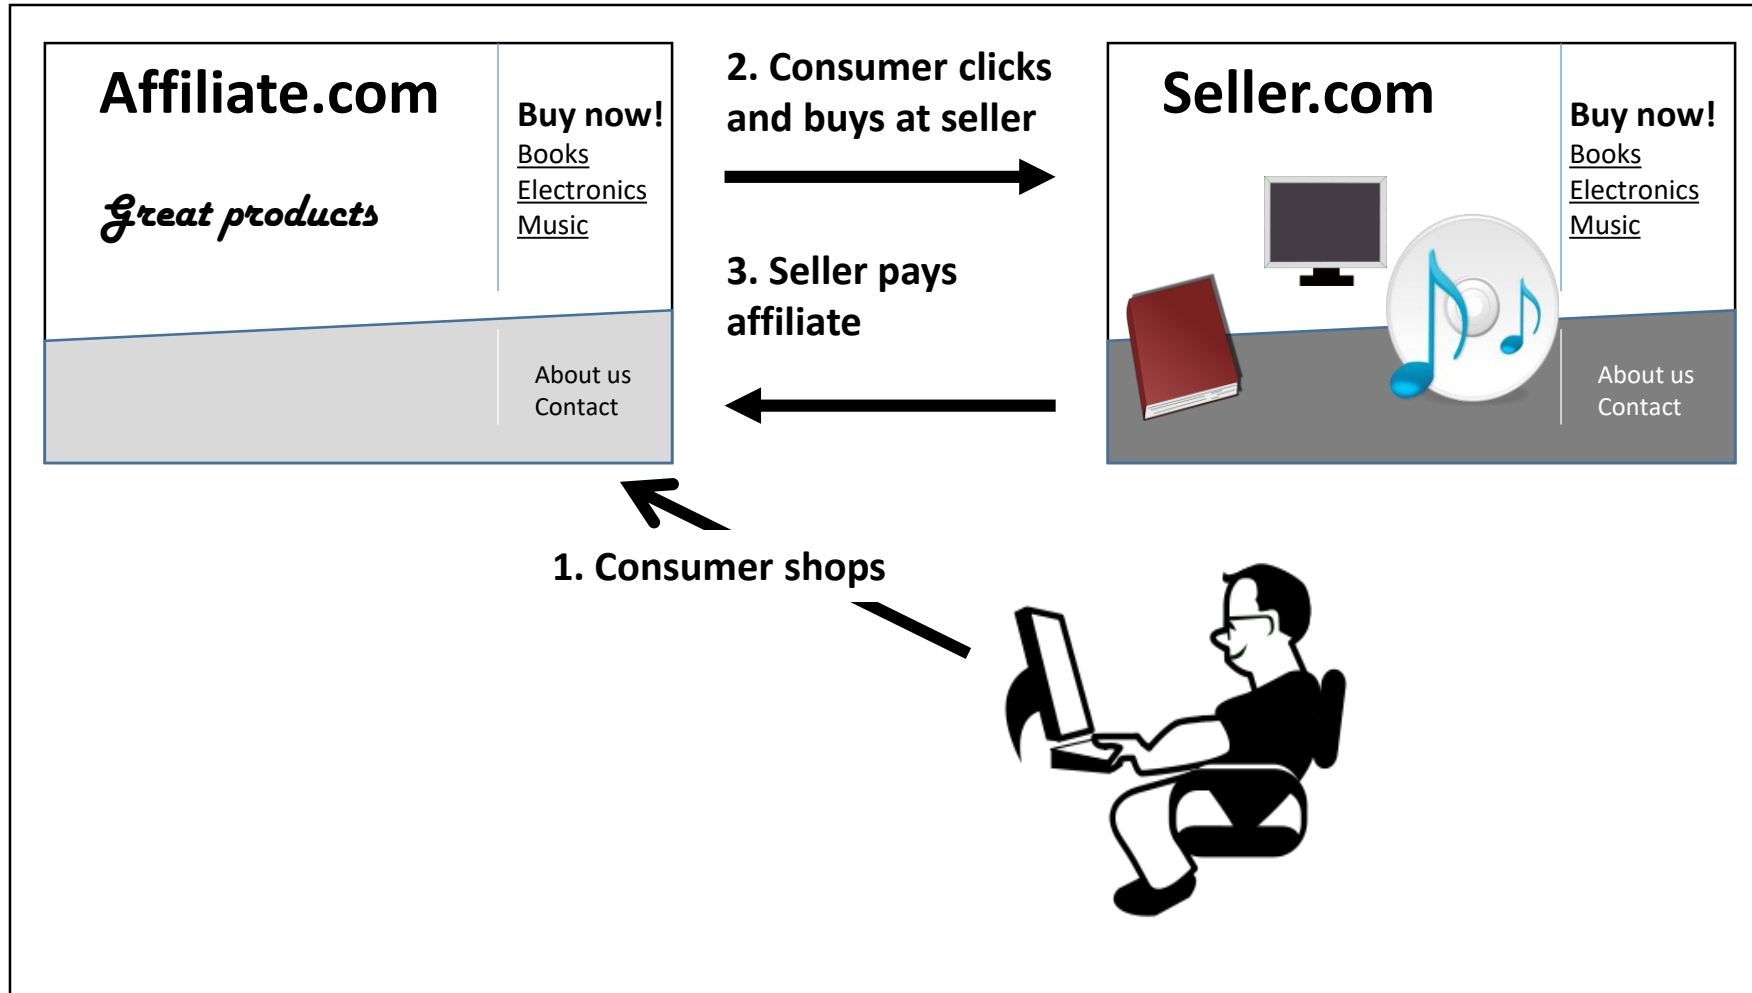 Affiliate.com
Great products
Buy now!
Books
Electronics
Music
About us
Contact
2. Consumer clicks
and buys at seller
3. Seller pays
affiliate
Seller.com
Buy now!
Books
Electronics
Music
About us
Contact
1. Consumer shops